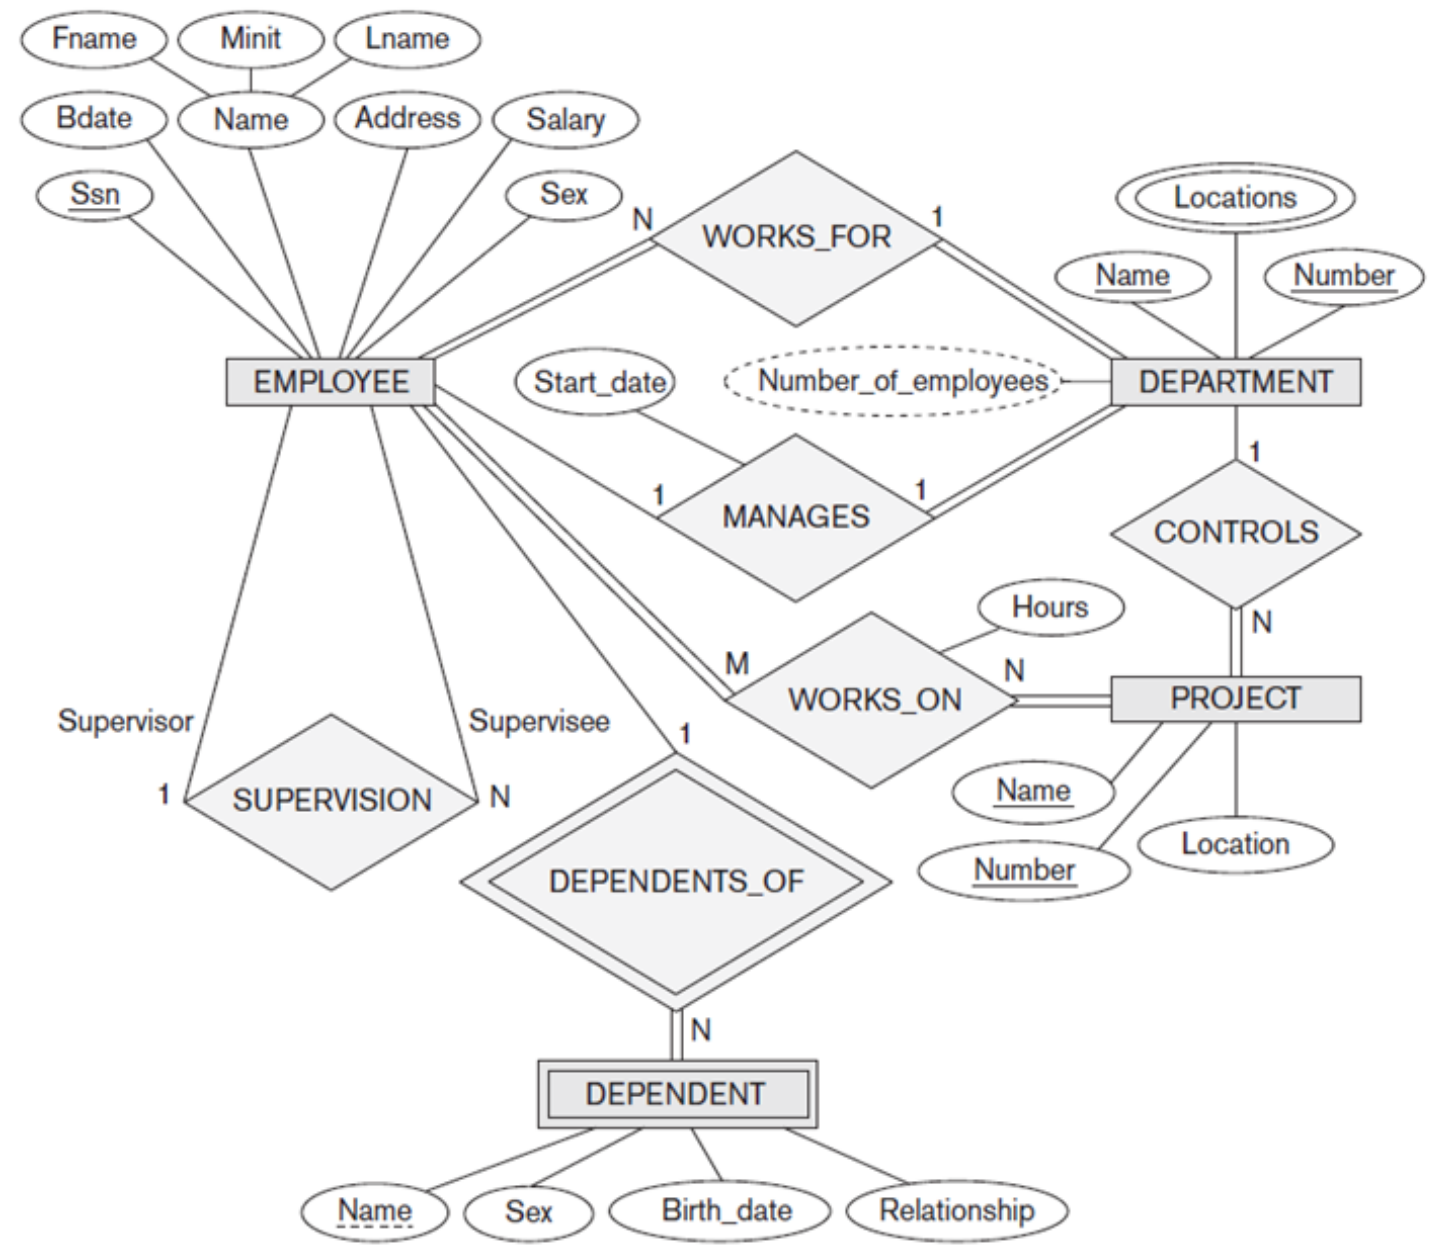 Fname
Minit
Lname
Bdate
Name
Address
Salary
Ssn
Sex
N
WORKS_FOR
1
Locations
Name
Number
EMPLOYEE
Start_date
Number_of_employees
DEPARTMENT
1
MANAGES
1
1
CONTROLS
N
Hours
M
WORKS_ON
N
PROJECT
Name
Number
Location
Supervisor
Supervisee
1
SUPERVISION
N
1
DEPENDENTS_OF
N
DEPENDENT
Name
Sex
Birth_date
Relationship